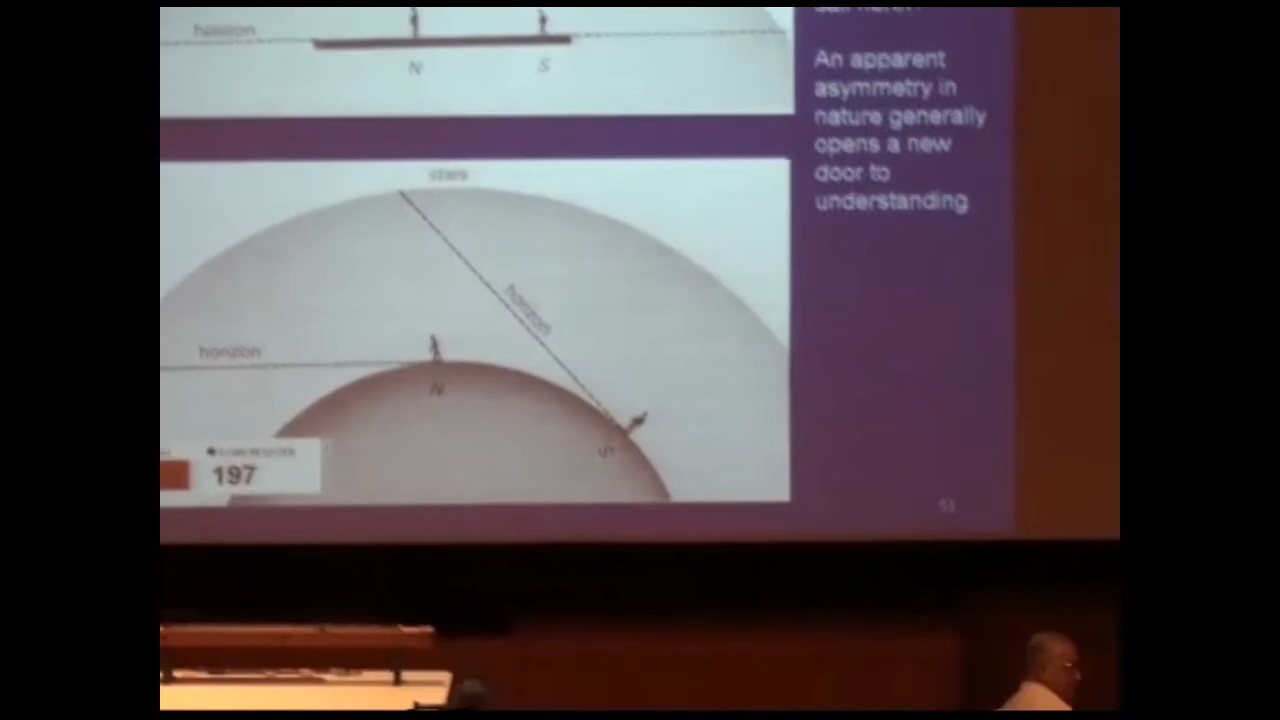 horizon
N
S
An apparent
asymmetry in
nature generally
opens a new
door to
understanding
stars
horizon
horizon
N
197